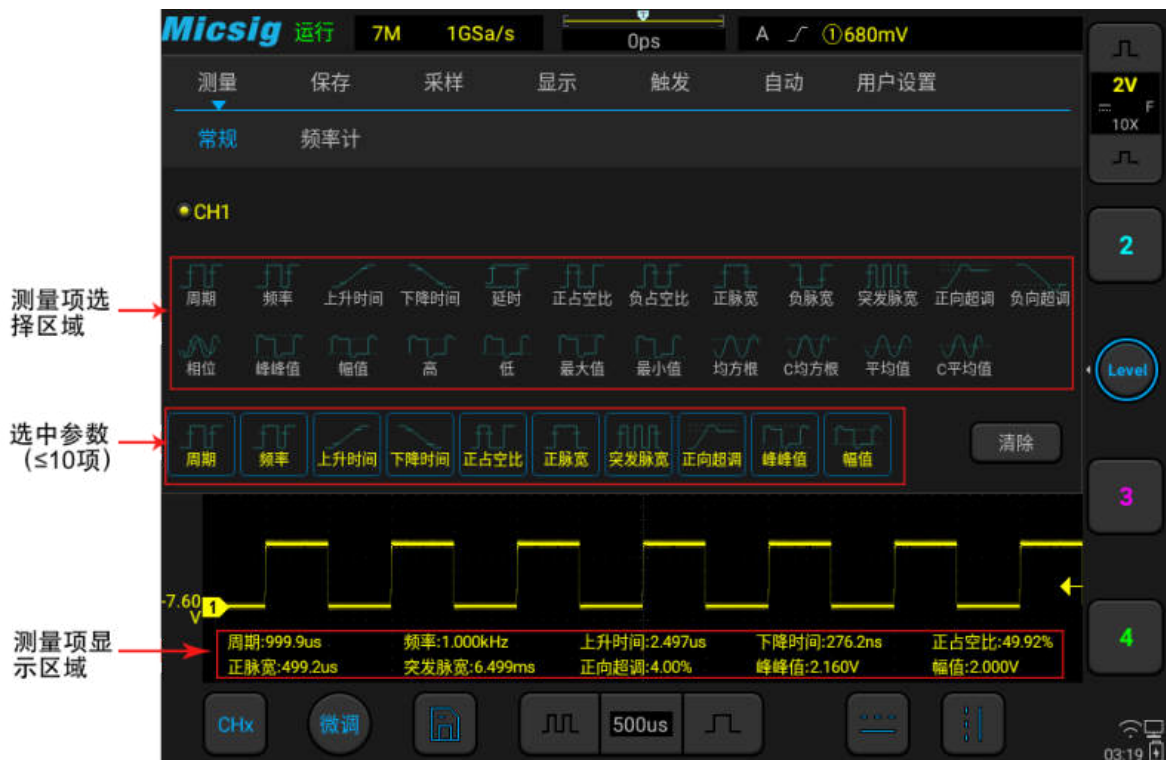 Micsig 运行 7M 1GSa/s T 0ps A ①680mV
测量 保存 采样 显示 触发 自动 用户设置
常规 频率计
2V
F
10X
CH1
2
测量项选
择区域
周期 频率 上升时间 下降时间 延时 正占空比 负占空比 正脉宽 负脉宽 突发脉宽 正向超调 负向超调
相位 峰峰值 幅值 高 低 最大值 最小值 均方根 C均方根 平均值 C平均值
Level
选中参数
(≤10项)
周期 频率 上升时间 下降时间 正占空比 正脉宽 突发脉宽 正向超调 峰峰值 幅值
清除
3
-7.60
V
1
测量项显
示区域
周期:999.9us 频率:1.000kHz 上升时间:2.497us 下降时间:276.2ns 正占空比:49.92%
正脉宽:499.2us 突发脉宽:6.499ms 正向超调:4.00% 峰峰值:2.160V 幅值:2.000V
4
CHx 微调 500us
03:19